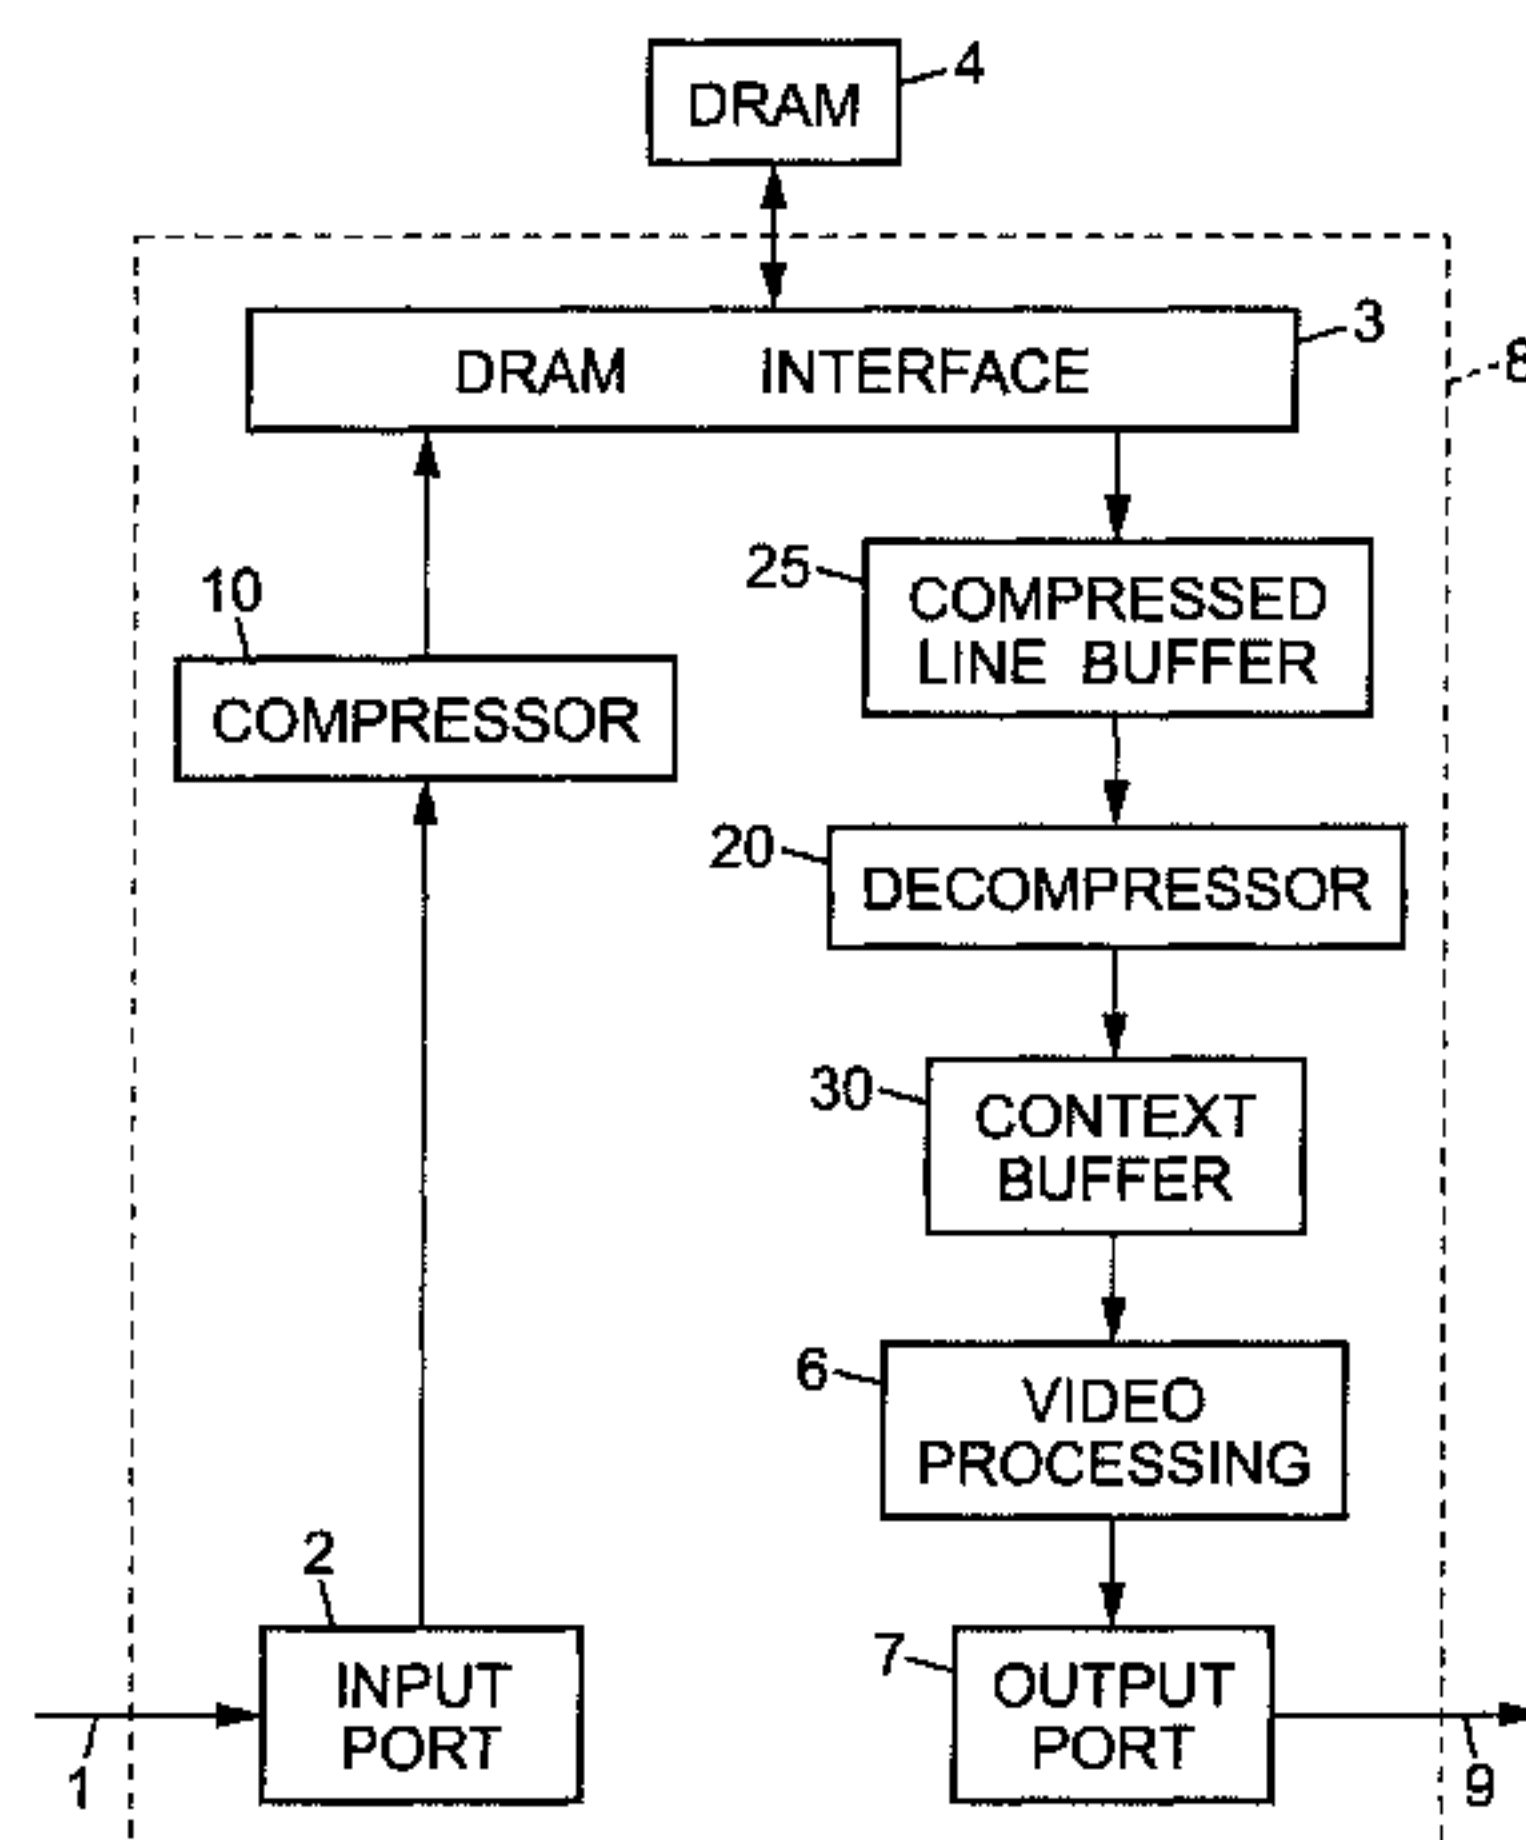 DRAM
4
DRAM INTERFACE
3
8
25
COMPRESSED
LINE BUFFER
10
COMPRESSOR
20
DECOMPRESSOR
30
CONTEXT
BUFFER
6
VIDEO
PROCESSING
2
INPUT
PORT
7
OUTPUT
PORT
1
9